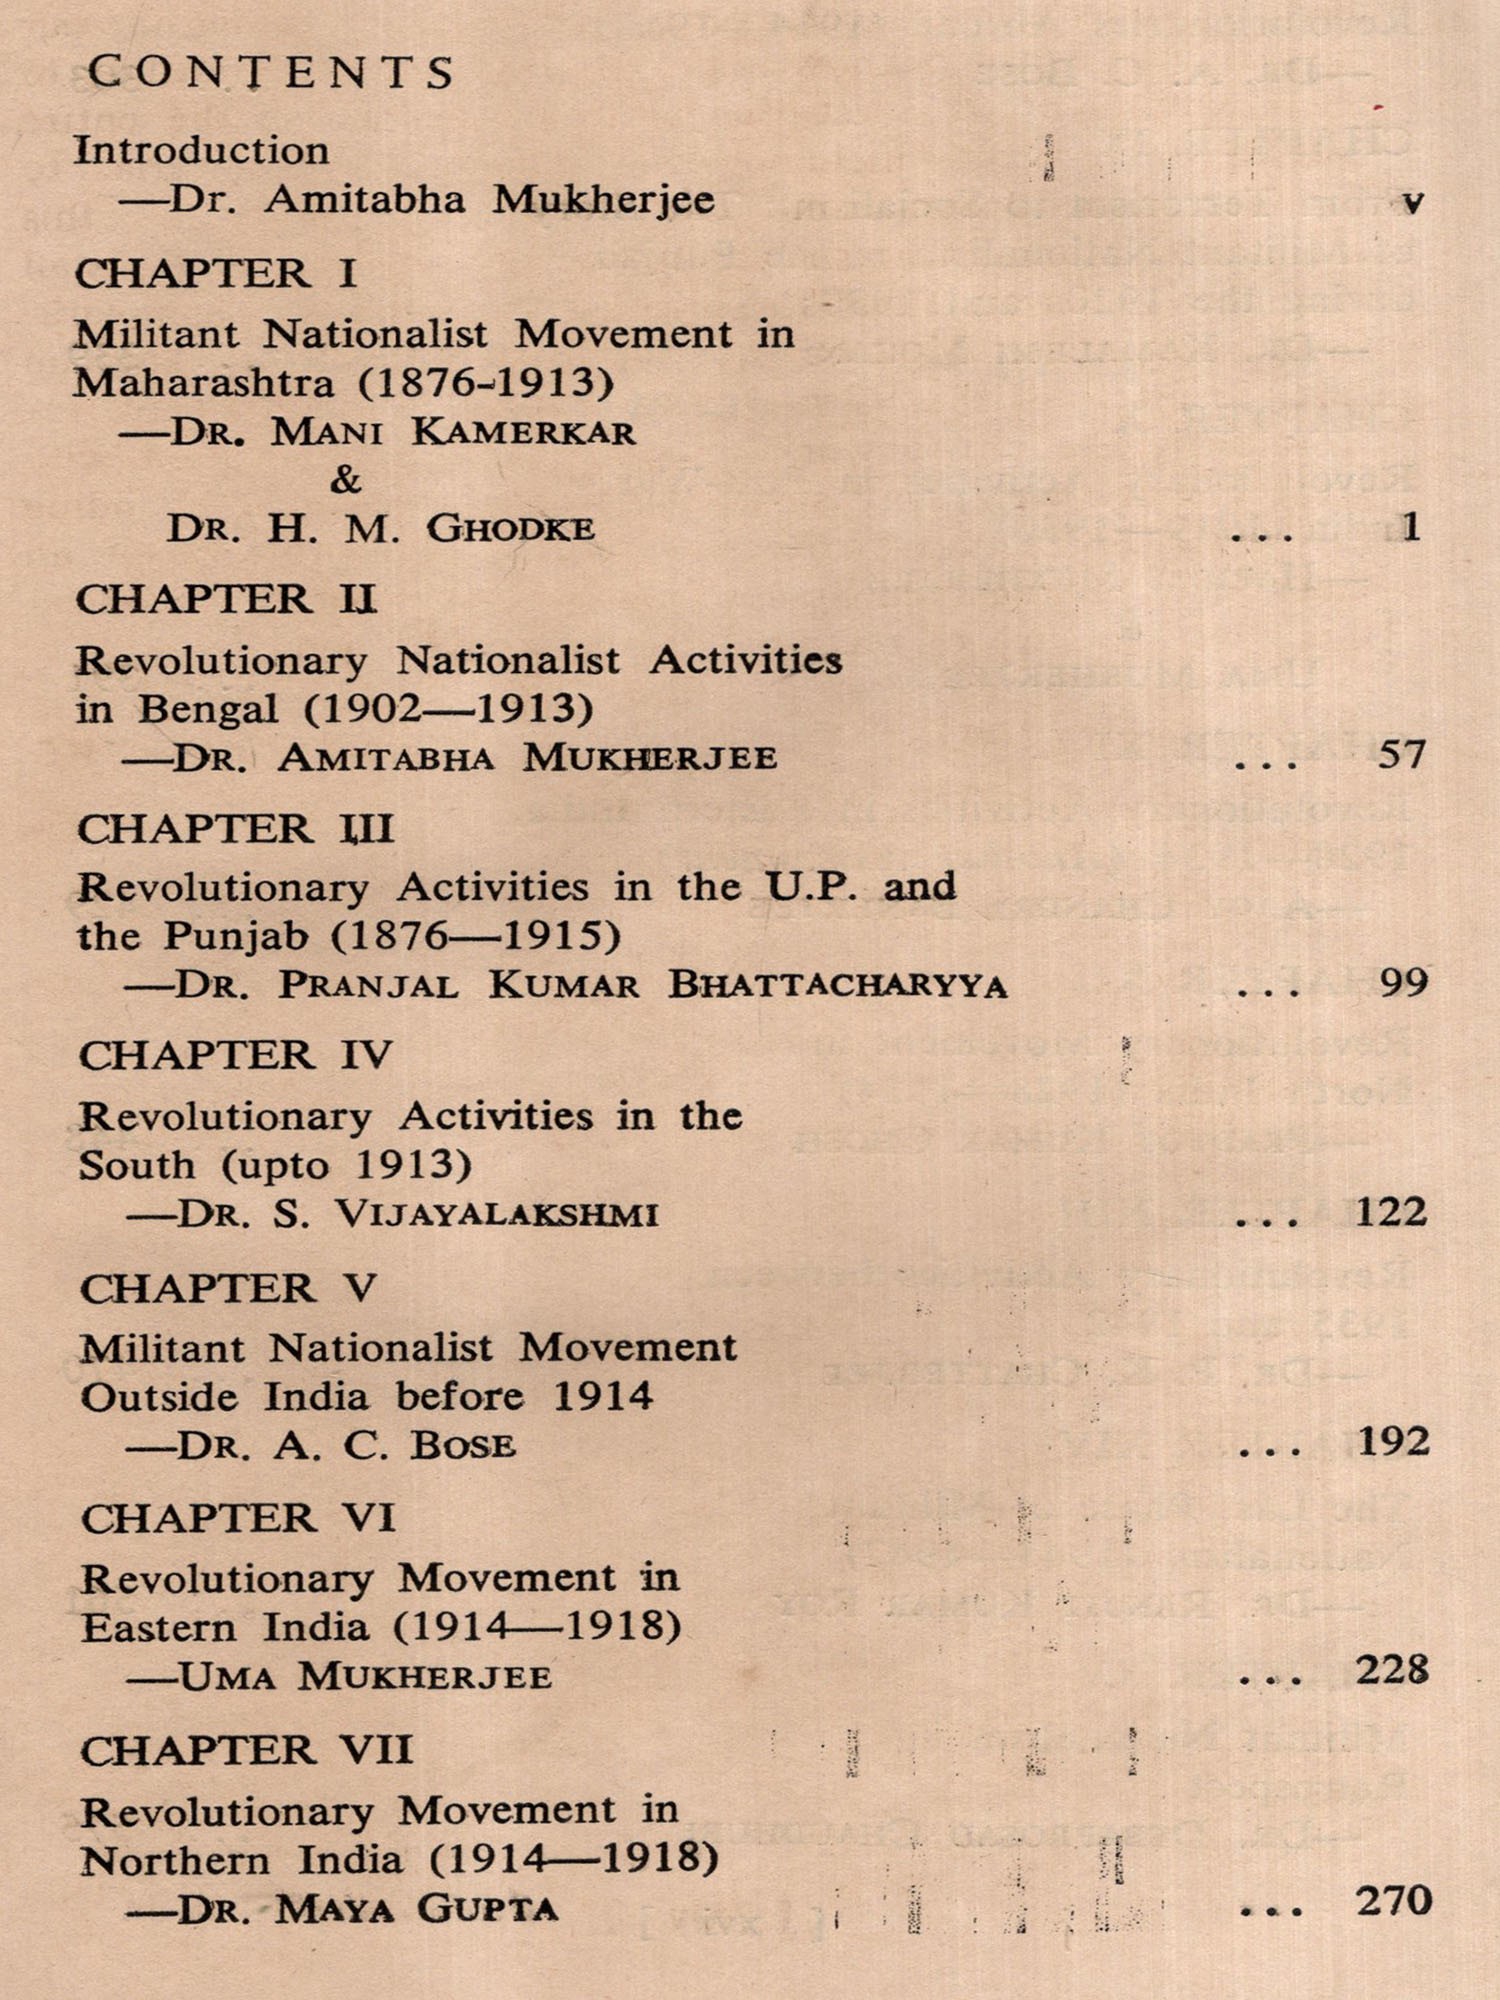 CONTENTS
Introduction
—Dr. Amitabha Mukherjee v
CHAPTER I
Militant Nationalist Movement in
Maharashtra (1876-1913)
—DR. MANI KAMERKAR
&
DR. H. M. GHODKE ... 1
CHAPTER II
Revolutionary Nationalist Activities
in Bengal (1902—1913)
—DR. AMITABHA MUKHERJEE ... 57
CHAPTER III
Revolutionary Activities in the U.P. and
the Punjab (1876—1915)
—DR. PRANJAL KUMAR BHATTACHARYYA ... 99
CHAPTER IV
Revolutionary Activities in the
South (upto 1913)
—DR. S. VIJAYALAKSHMI ... 122
CHAPTER V
Militant Nationalist Movement
Outside India before 1914
—DR. A. C. BOSE ... 192
CHAPTER VI
Revolutionary Movement in
Eastern India (1914—1918)
—UMA MUKHERJEE ... 228
CHAPTER VII
Revolutionary Movement in
Northern India (1914—1918)
—DR. MAYA GUPTA ... 270